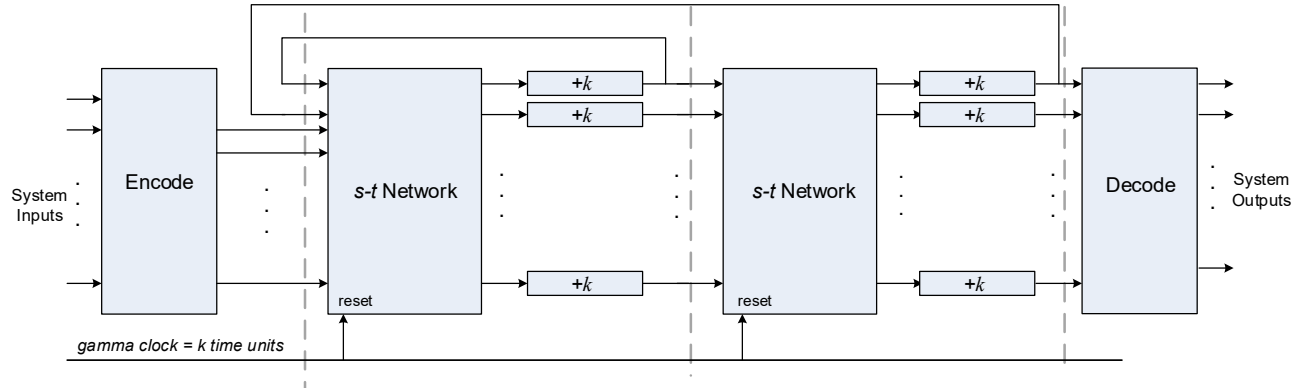 +k
+k
+k
+k
Encode
s-t Network
s-t Network
Decode
System
Inputs
System
Outputs
+k
+k
reset
reset
gamma clock = k time units